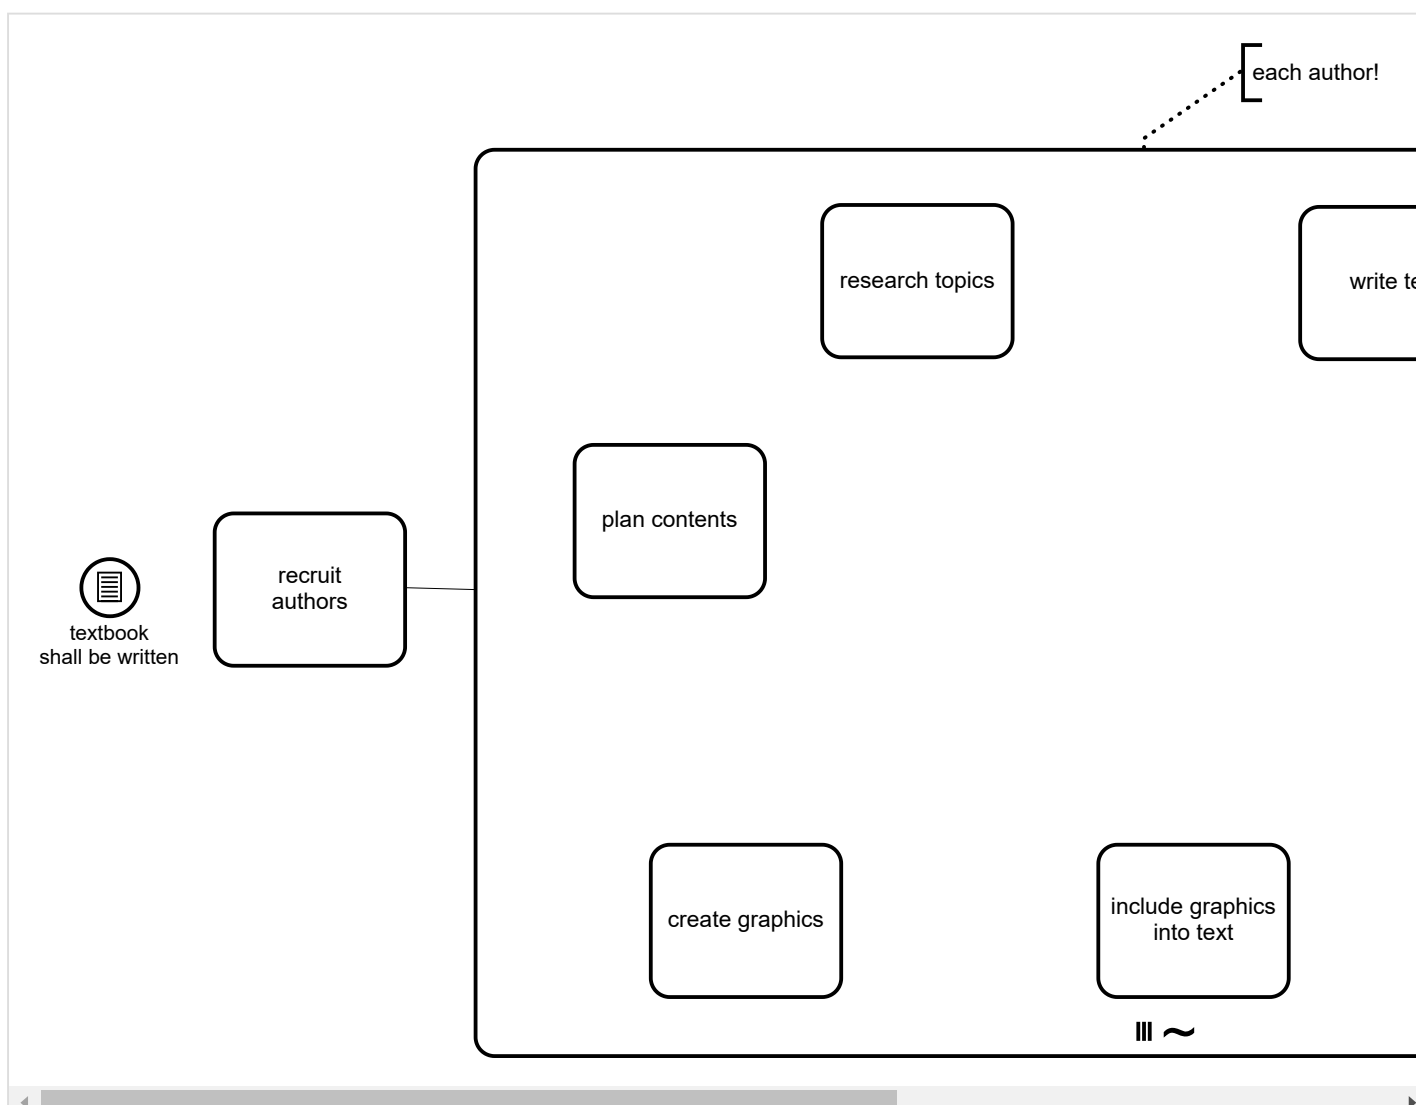 each author!
research topics
write te
plan contents
recruit
authors
textbook
shall be written
create graphics
include graphics
into text